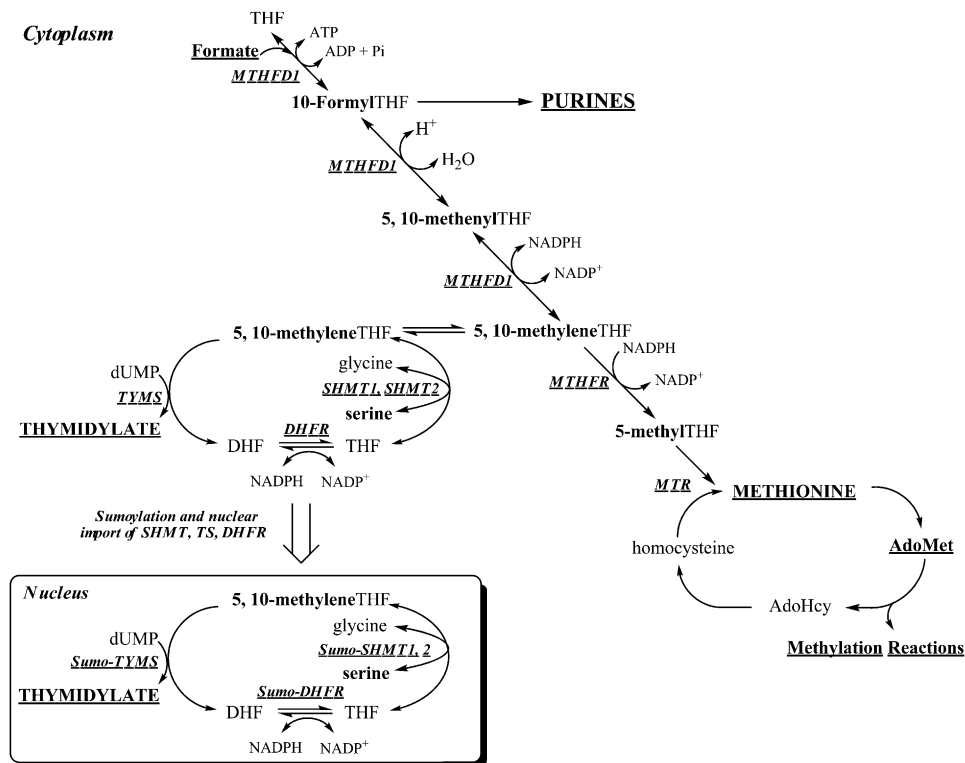 Cytoplasm
THF
ATP
Formate
ADP + Pi
MTHFD1
10-FormylTHF
PURINES
H+
MTHFD1
H2O
5, 10-methenylTHF
NADPH
MTHFD1
NADP+
5, 10-methyleneTHF
5, 10-methyleneTHF
glycine
NADPH
dUMP
SHMT1, SHMT2
MTHFR
NADP+
TYMS
serine
THYMIDYLATE
DHFR
5-methylTHF
DHF
THF
NADPH
NADP+
MTR
METHIONINE
Sumoylation and nuclear
import of SHMT, TS, DHFR
homocysteine
AdoMet
Nucleus
5, 10-methyleneTHF
AdoHcy
glycine
dUMP
Sumo-SHMT1, 2
Methylation Reactions
Sumo-TYMS
serine
THYMIDYLATE
Sumo-DHFR
DHF
THF
NADPH
NADP+